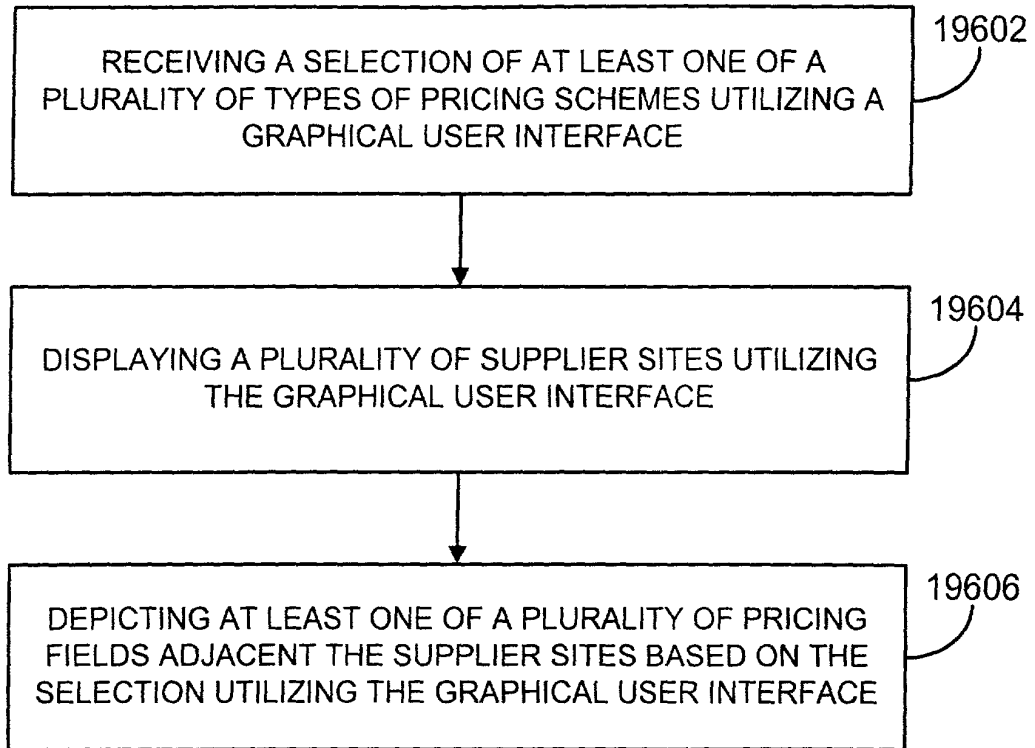 19602
RECEIVING A SELECTION OF AT LEAST ONE OF A
PLURALITY OF TYPES OF PRICING SCHEMES UTILIZING A
GRAPHICAL USER INTERFACE
19604
DISPLAYING A PLURALITY OF SUPPLIER SITES UTILIZING
THE GRAPHICAL USER INTERFACE
19606
DEPICTING AT LEAST ONE OF A PLURALITY OF PRICING
FIELDS ADJACENT THE SUPPLIER SITES BASED ON THE
SELECTION UTILIZING THE GRAPHICAL USER INTERFACE